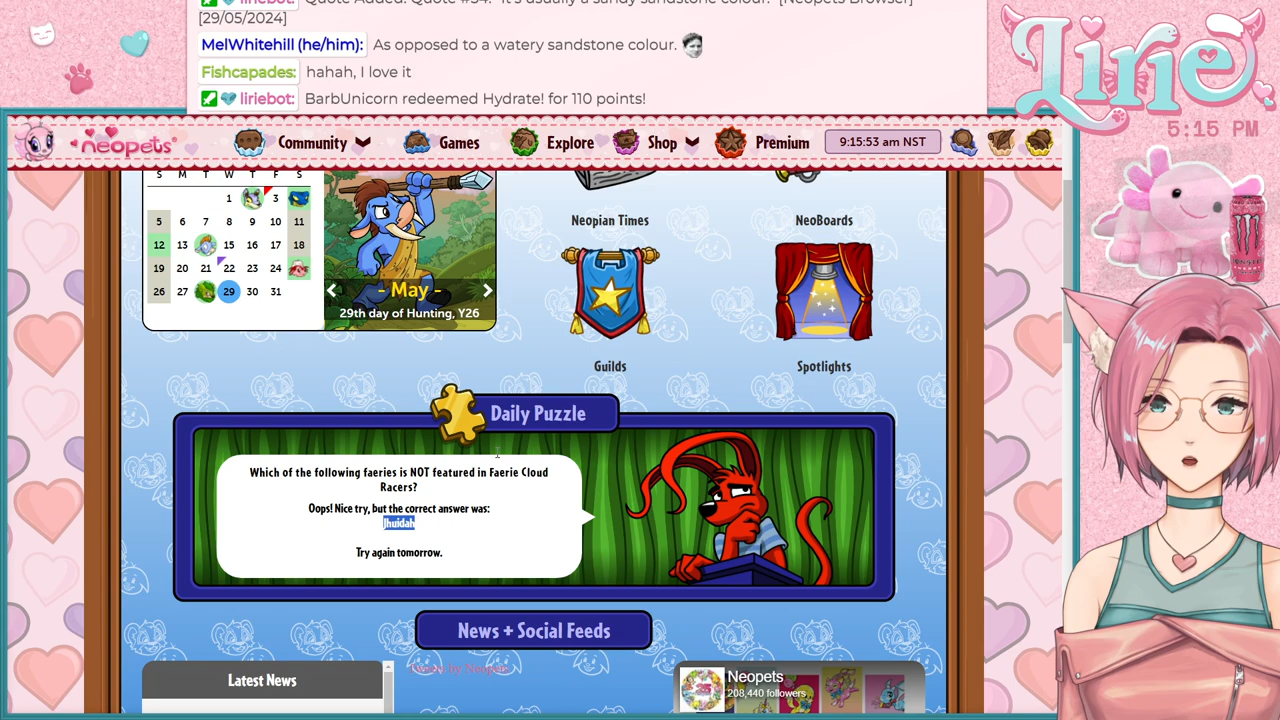 liriebot: Quote Added: Quote #34: "It's usually a sandy sandstone colour." [Neopets Browser]
[29/05/2024]
MelWhitehill (he/him): As opposed to a watery sandstone colour.
Fishcapades: hahah, I love it
liriebot: BarbUnicorn redeemed Hydrate! for 110 points!
Lirie
5:15 PM
neopets
Community
Games
Explore
Shop
Premium
9:15:53 am NST
S M T W T F S
1 3
5 6 7 8 9 10 11
12 13 15 16 17 18
19 20 21 22 23 24
26 27 29 30 31
- May -
29th day of Hunting, Y26
Neopian Times
NeoBoards
Guilds
Spotlights
Daily Puzzle
Which of the following faeries is NOT featured in Faerie Cloud
Racers?
Oops! Nice try, but the correct answer was:
Jhuidah
Try again tomorrow.
News + Social Feeds
Latest News
Tweets by Neopets
Neopets
208,440 followers